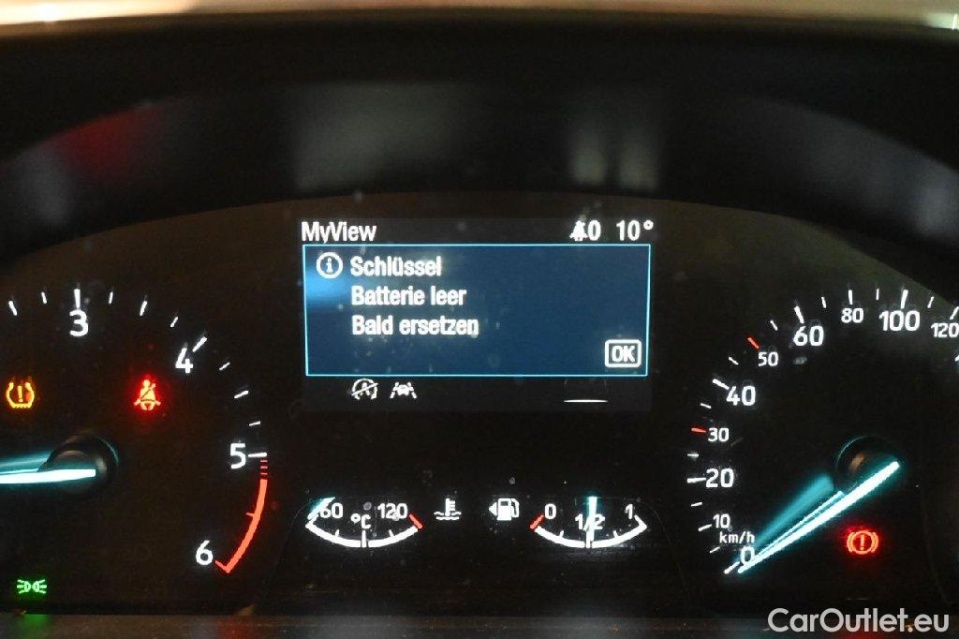 MyView 40 10°
Schlüssel
Batterie leer
Bald ersetzen
OK
3
4
5
6
60 °C 120
0 1/2 1
0
10
20
30
40
50
60
80
100
120
km/h
CarOutlet.eu